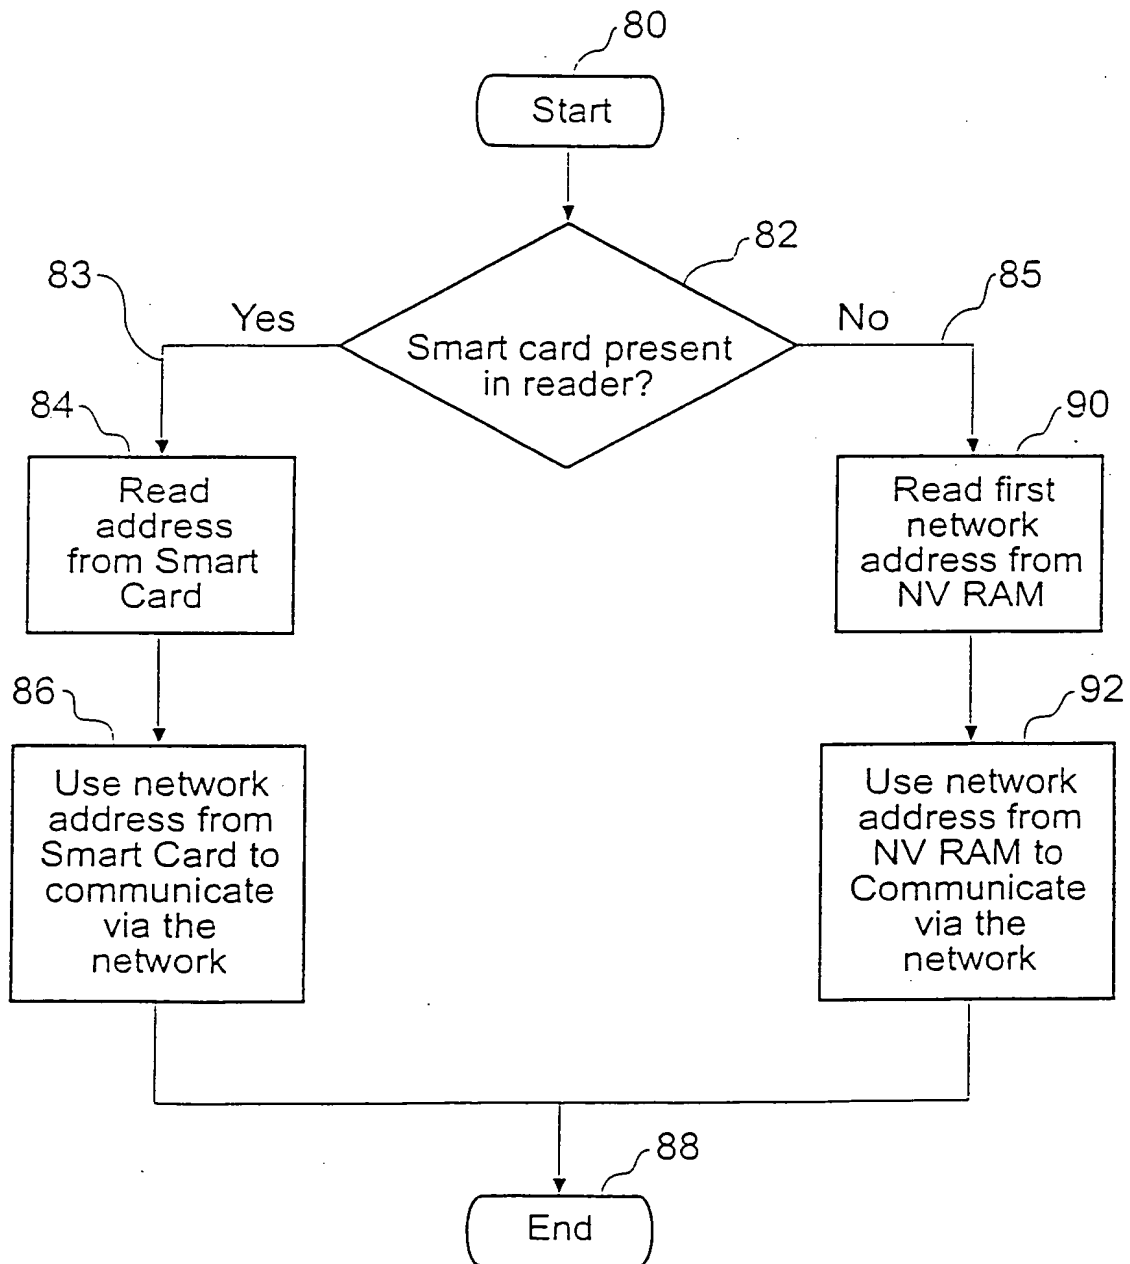 80
Start
82
83
85
Yes
No
Smart card present
in reader?
84
90
Read
address
from Smart
Card
Read first
network
address from
NV RAM
86
92
Use network
address from
Smart Card to
communicate
via the
network
Use network
address from
NV RAM to
Communicate
via the
network
88
End